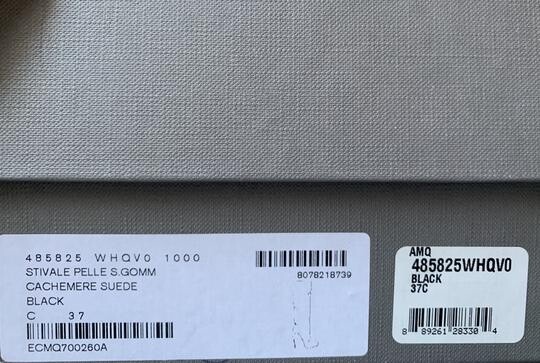 485825 WHQV0 1000
STIVALE PELLE S.GOMM
CACHEMERE SUEDE
BLACK
C 37
ECMQ700260A
8078218739
AMQ
485825WHQV0
BLACK
37C
8 89261 28330 4